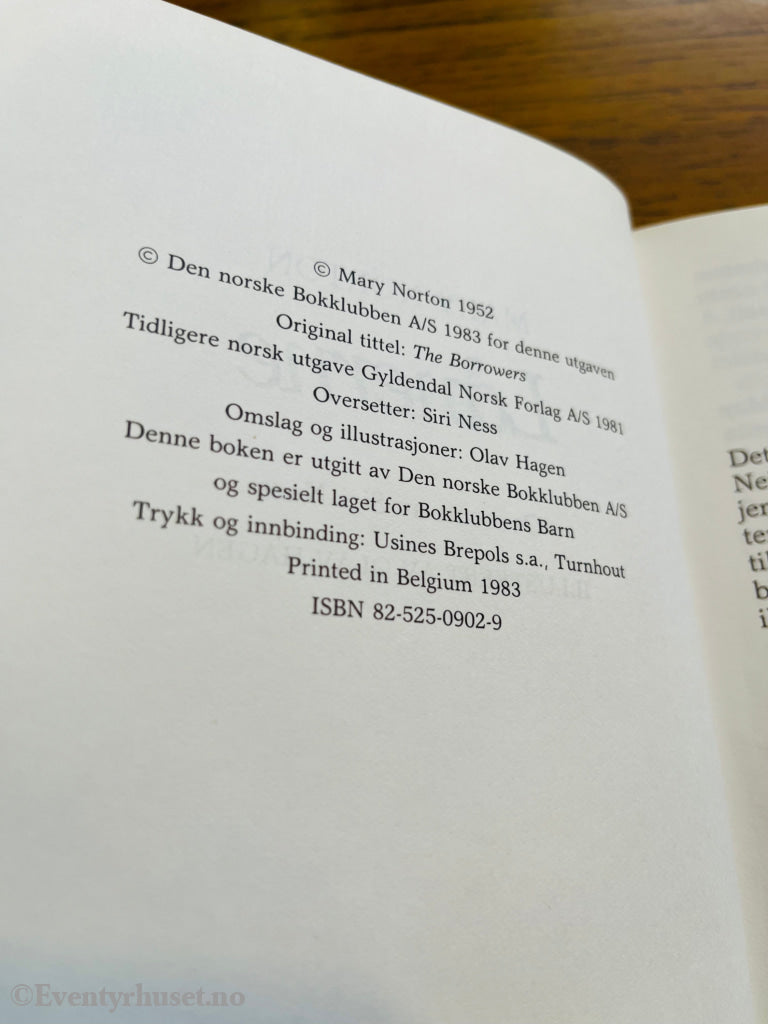 © Mary Norton 1952
© Den norske Bokklubben A/S 1983 for denne utgaven
Original tittel: The Borrowers
Tidligere norsk utgave Gyldendal Norsk Forlag A/S 1981
Oversetter: Siri Ness
Omslag og illustrasjoner: Olav Hagen
Denne boken er utgitt av Den norske Bokklubben A/S
og spesielt laget for Bokklubbens Barn
Trykk og innbinding: Usines Brepols s.a., Turnhout
Printed in Belgium 1983
ISBN 82-525-0902-9
Det
Ne
©Eventyrhuset.no